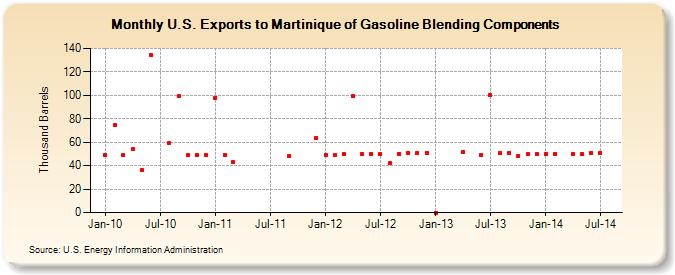 Monthly U.S. Exports to Martinique of Gasoline Blending Components
Thousand Barrels
140
120
100
80
60
40
20
0
Jan-10 Jul-10 Jan-11 Jul-11 Jan-12 Jul-12 Jan-13 Jul-13 Jan-14 Jul-14
Source: U.S. Energy Information Administration